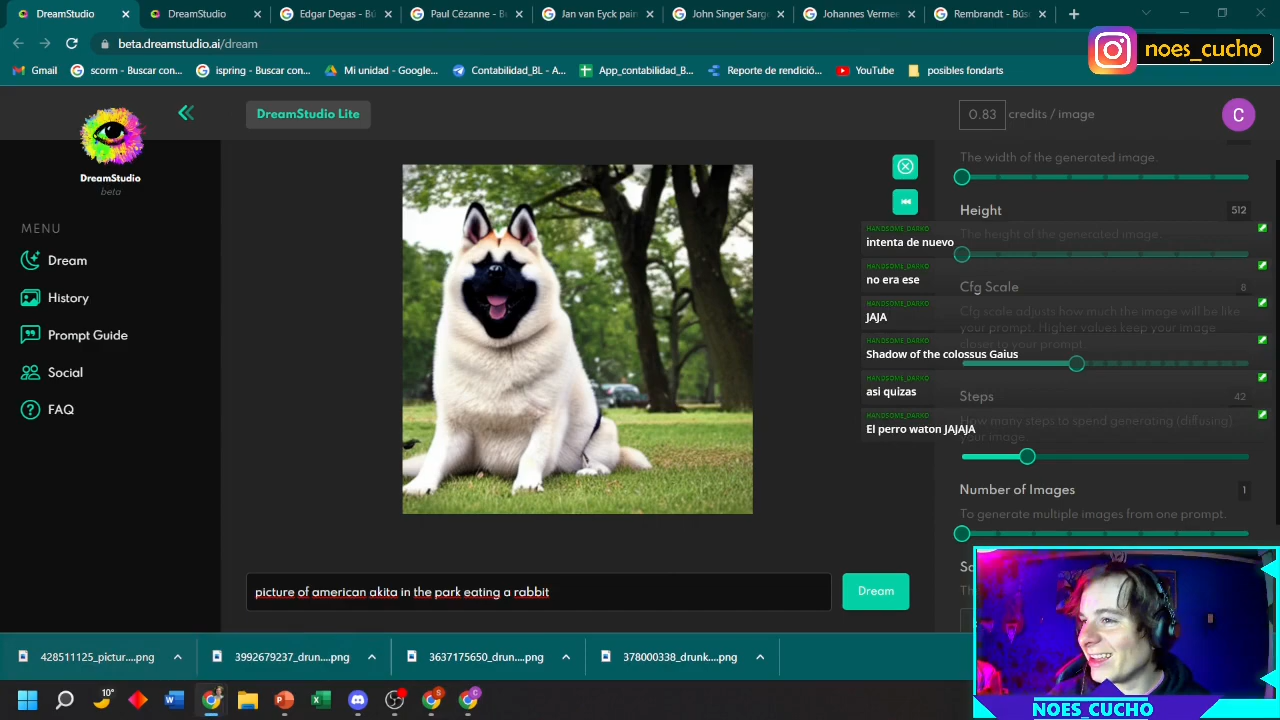 DreamStudio
DreamStudio
Edgar Degas - Bú
Paul Cézanne - B
Jan van Eyck pain
John Singer Sarge
Johannes Vermee
Rembrandt - Búsc
beta.dreamstudio.ai/dream
noes_cucho
Gmail
scorm - Buscar con...
ispring - Buscar con...
Mi unidad - Google...
Contabilidad_BL - A...
App_contabilidad_B...
Reporte de rendició...
YouTube
posibles fondarts
DreamStudio
beta
DreamStudio Lite
0.83 credits / image
C
MENU
Dream
History
Prompt Guide
Social
FAQ
The width of the generated image.
Height
512
The height of the generated image.
HANDSOME_DARKO
intenta de nuevo
HANDSOME_DARKO
no era ese
Cfg Scale
8
Cfg scale adjusts how much the image will be like
your prompt. Higher values keep your image
closer to your prompt.
HANDSOME_DARKO
JAJA
HANDSOME_DARKO
Shadow of the colossus Gaius
HANDSOME_DARKO
asi quizas
Steps
42
How many steps to spend generating (diffusing)
your image.
HANDSOME_DARKO
El perro waton JAJAJA
Number of Images
1
To generate multiple images from one prompt.
picture of american akita in the park eating a rabbit
Dream
428511125_pictur....png
3992679237_drun....png
3637175650_drun....png
378000338_drunk....png
10°
NOES_CUCHO